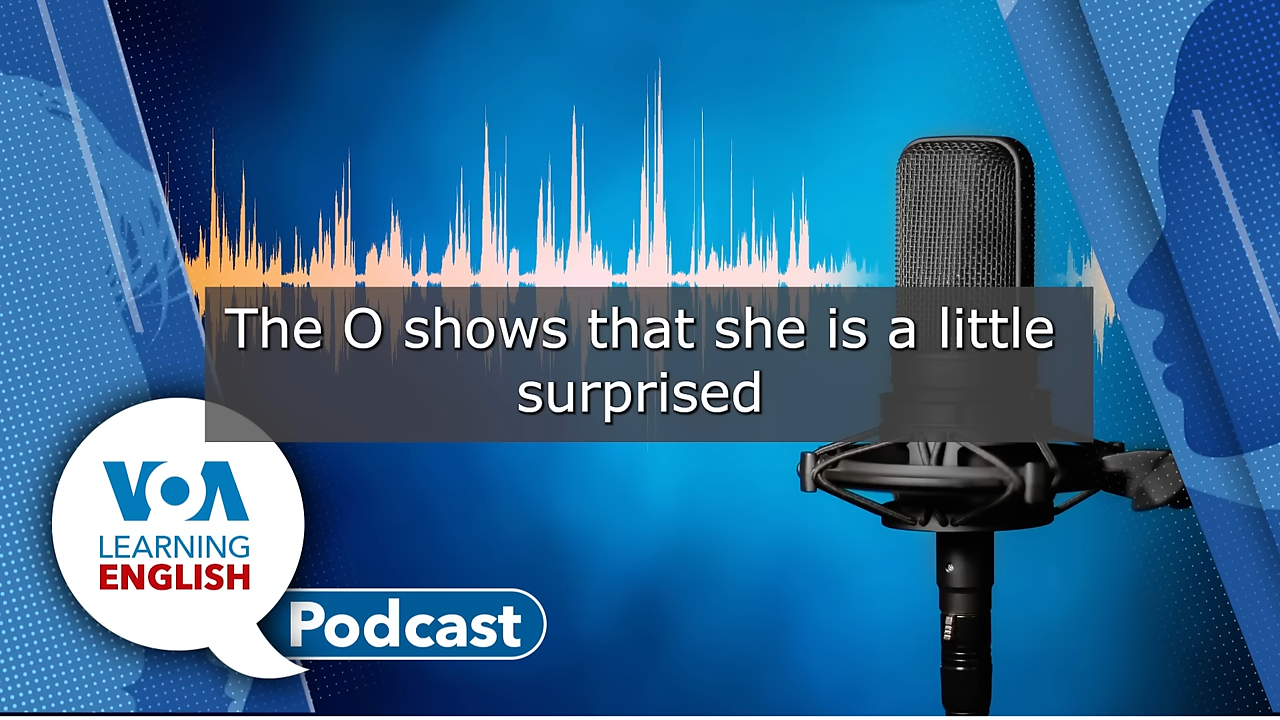 The O shows that she is a little
surprised
VOA
LEARNING
ENGLISH
Podcast